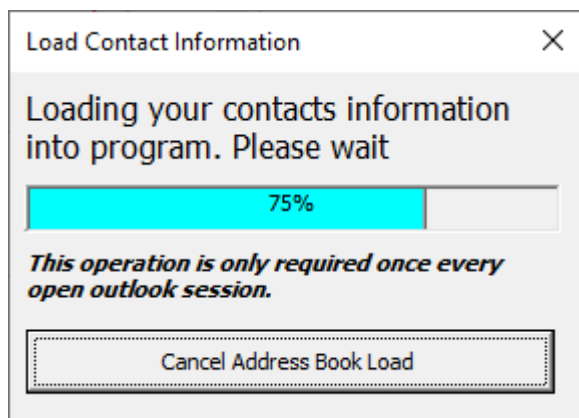 Load Contact Information
Loading your contacts information
into program. Please wait
75%
This operation is only required once every
open outlook session.
Cancel Address Book Load